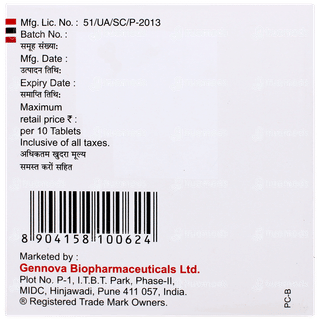 Mfg. Lic. No. : 51/UA/SC/P-2013
Batch No. :
समूह संख्या:
Mfg. Date :
उत्पादन तिथि:
Expiry Date :
समाप्ति तिथि:
Maximum
retail price ₹ :
per 10 Tablets
Inclusive of all taxes.
अधिकतम खुदरा मूल्य
समस्त करों सहित
8 904158 100624
Marketed by :
Gennova Biopharmaceuticals Ltd.
Plot No. P-1, I.T.B.T. Park, Phase-II,
MIDC, Hinjawadi, Pune 411 057, India.
® Registered Trade Mark Owners.
PC-B